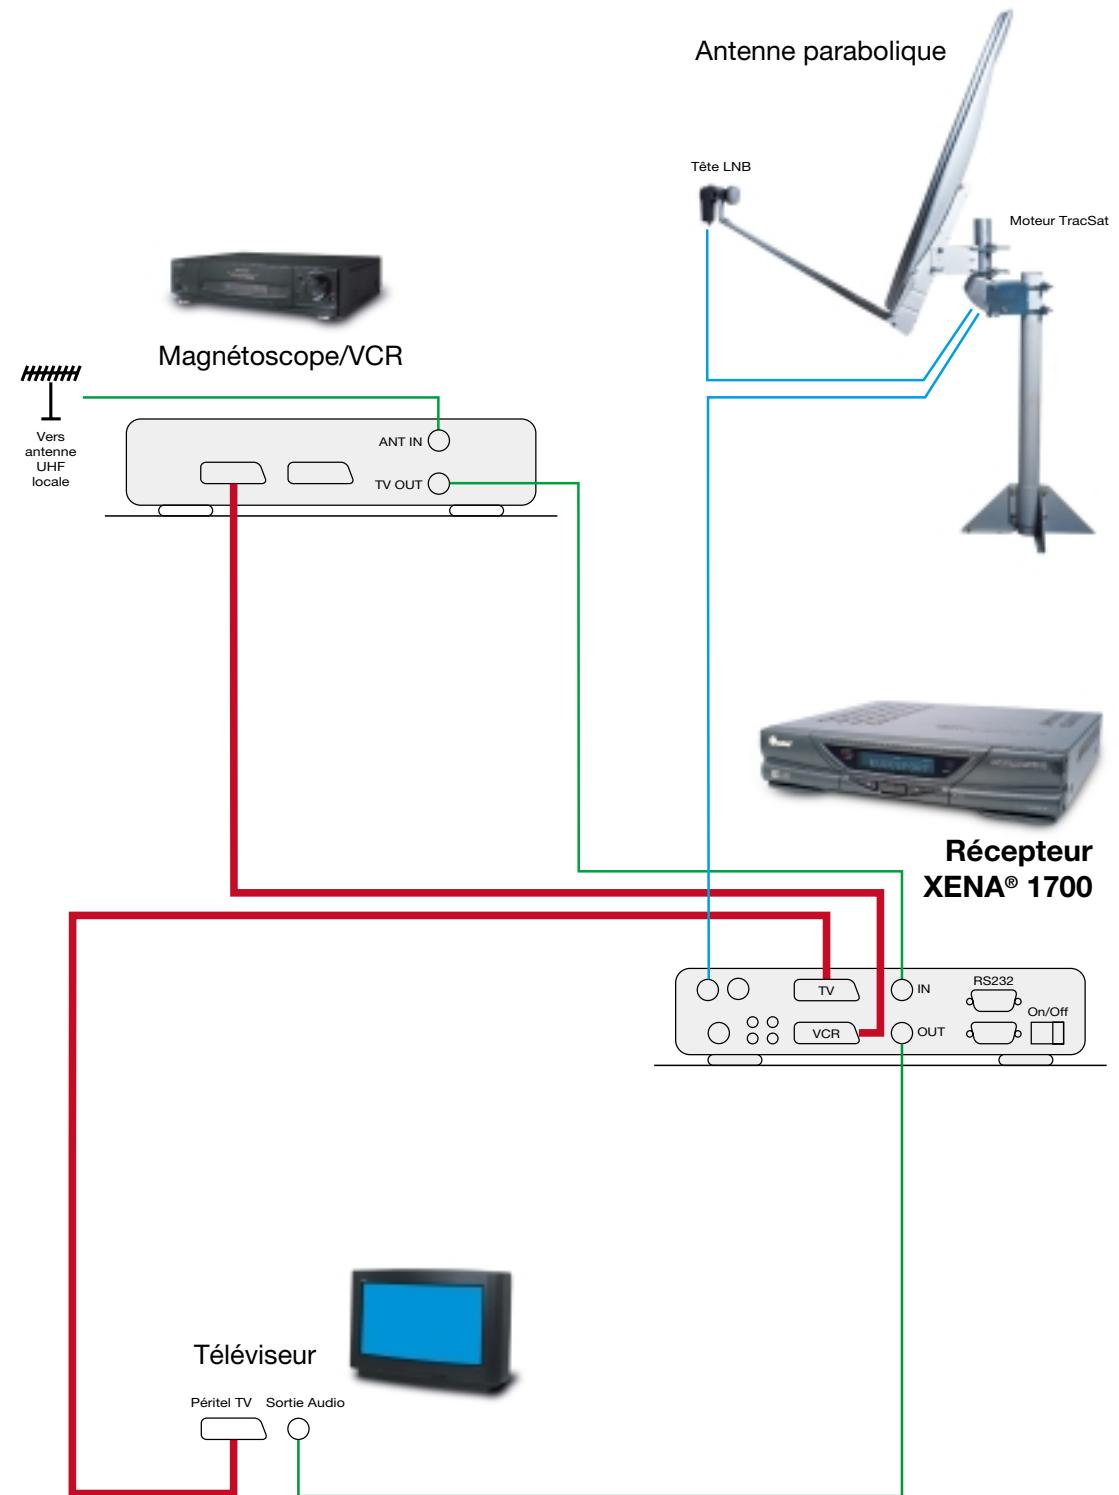 Antenne parabolique
Tête LNB
Moteur TracSat
Magnétoscope/VCR
Vers
antenne
UHF
locale
ANT IN
TV OUT
Récepteur
XENA® 1700
TV
IN
RS232
On/Off
VCR
OUT
Téléviseur
Péritel TV
Sortie Audio